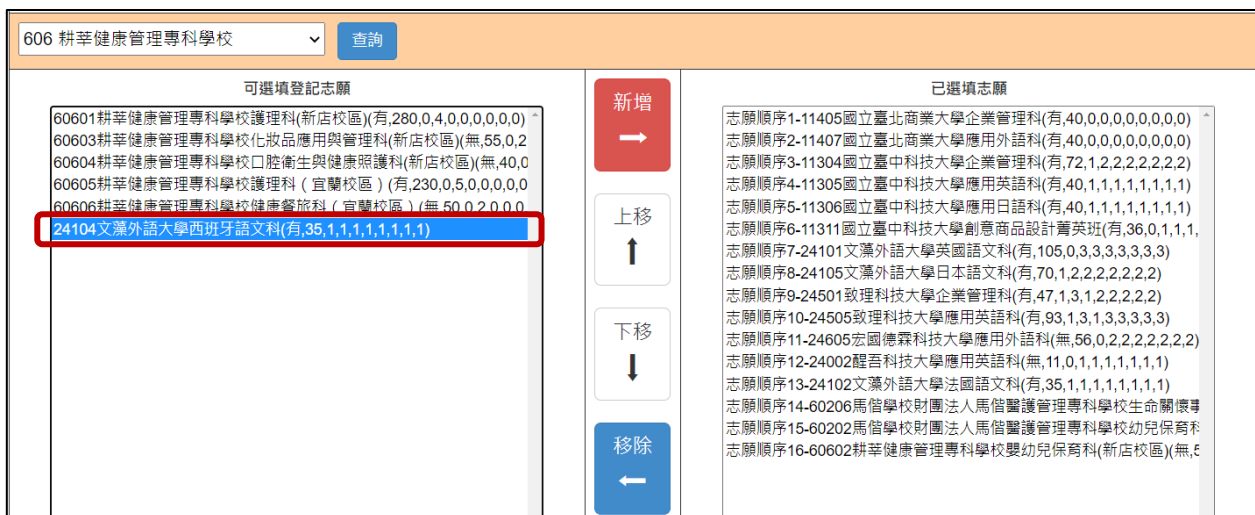 606 耕莘健康管理專科學校
查詢
可選填登記志願
60601耕莘健康管理專科學校護理科(新店校區)(有,280,0,4,0,0,0,0,0,0)
60603耕莘健康管理專科學校化妝品應用與管理科(新店校區)(無,55,0,2
60604耕莘健康管理專科學校口腔衛生與健康照護科(新店校區)(無,40,0
60605耕莘健康管理專科學校護理科（宜蘭校區）(有,230,0,5,0,0,0,0,0
60606耕莘健康管理專科學校健康餐旅科（宜蘭校區）(無,50,0,2,0,0,0
24104文藻外語大學西班牙語文科(有,35,1,1,1,1,1,1,1,1)
新增
上移
下移
移除
已選填志願
志願順序1-11405國立臺北商業大學企業管理科(有,40,0,0,0,0,0,0,0,0)
志願順序2-11407國立臺北商業大學應用外語科(有,40,0,0,0,0,0,0,0,0)
志願順序3-11304國立臺中科技大學企業管理科(有,72,1,2,2,2,2,2,2,2)
志願順序4-11305國立臺中科技大學應用英語科(有,40,1,1,1,1,1,1,1,1)
志願順序5-11306國立臺中科技大學應用日語科(有,40,1,1,1,1,1,1,1,1)
志願順序6-11311國立臺中科技大學創意商品設計菁英班(有,36,0,1,1,1,
志願順序7-24101文藻外語大學英國語文科(有,105,0,3,3,3,3,3,3,3)
志願順序8-24105文藻外語大學日本語文科(有,70,1,2,2,2,2,2,2,2)
志願順序9-24501致理科技大學企業管理科(有,47,1,3,1,2,2,2,2,2)
志願順序10-24505致理科技大學應用英語科(有,93,1,3,1,3,3,3,3,3)
志願順序11-24605宏國德霖科技大學應用外語科(無,56,0,2,2,2,2,2,2,2)
志願順序12-24002醒吾科技大學應用英語科(無,11,0,1,1,1,1,1,1,1)
志願順序13-24102文藻外語大學法國語文科(有,35,1,1,1,1,1,1,1,1)
志願順序14-60206馬偕學校財團法人馬偕醫護管理專科學校生命關懷事
志願順序15-60202馬偕學校財團法人馬偕醫護管理專科學校幼兒保育科
志願順序16-60602耕莘健康管理專科學校嬰幼兒保育科(新店校區)(無,5